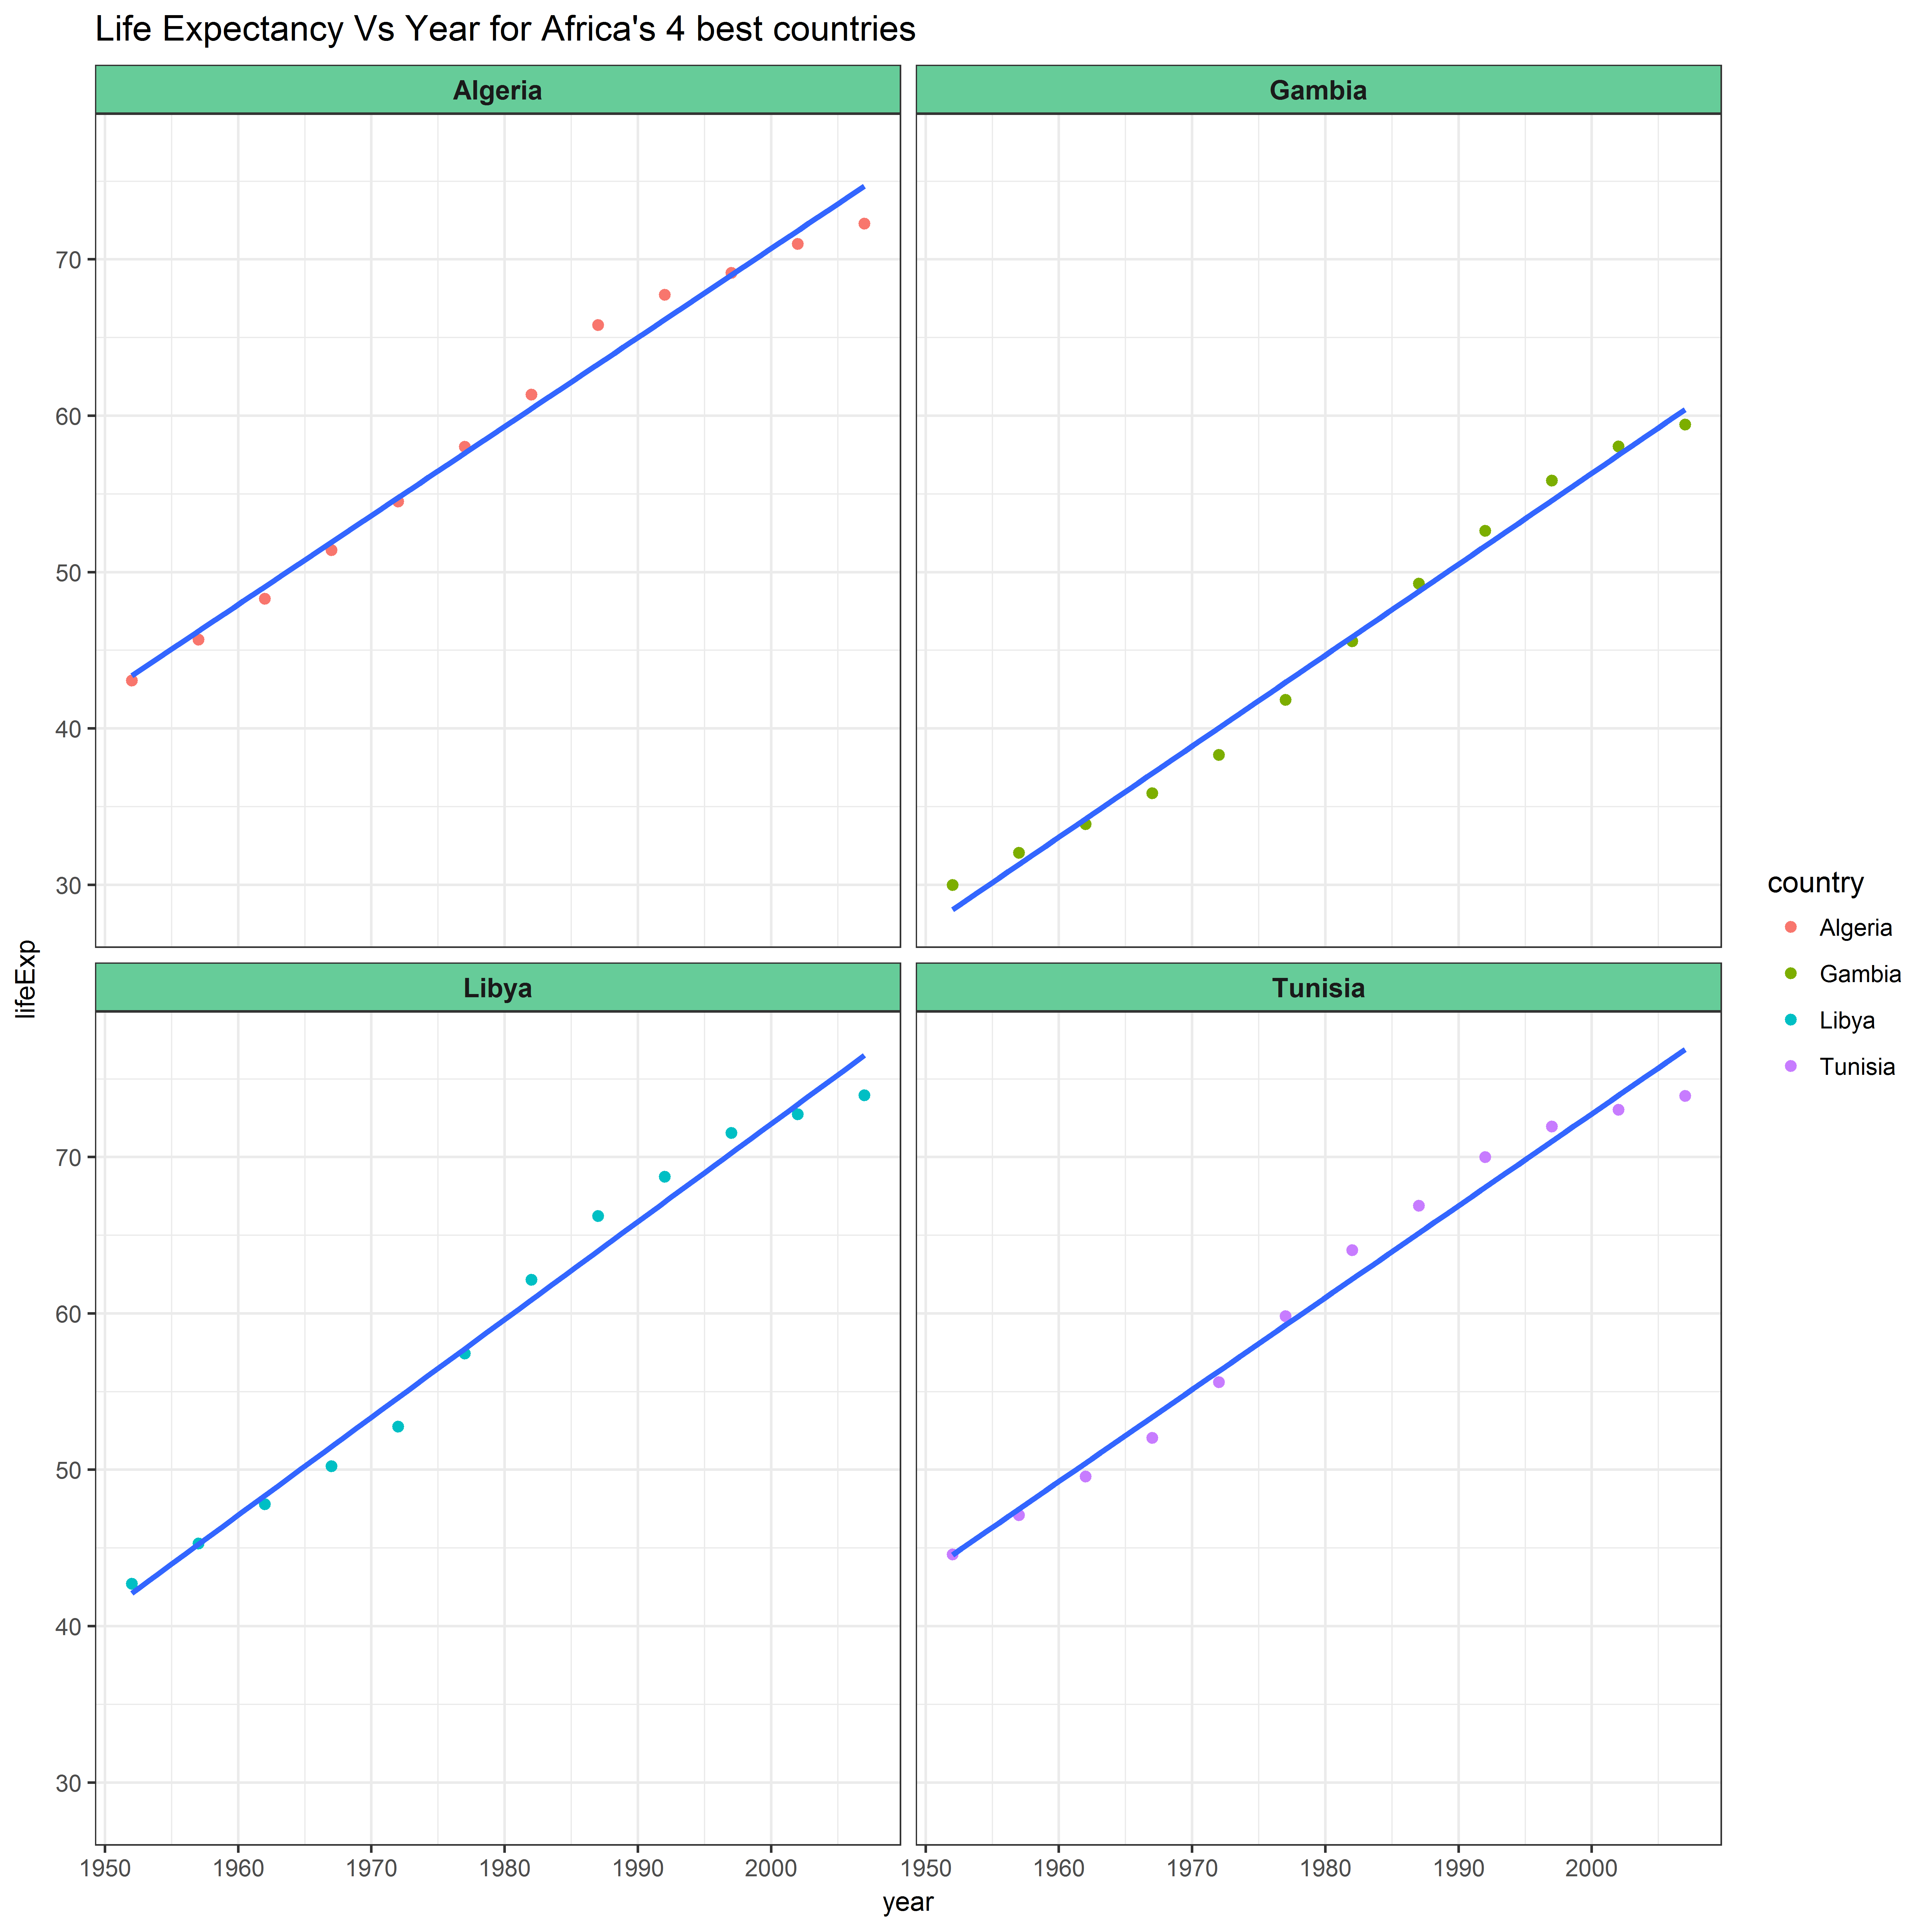 Life Expectancy Vs Year for Africa's 4 best countries
Algeria
Gambia
70
60
50
40
30
lifeExp
Libya
Tunisia
70
60
50
40
30
1950 1960 1970 1980 1990 2000
1950 1960 1970 1980 1990 2000
year
country
Algeria
Gambia
Libya
Tunisia